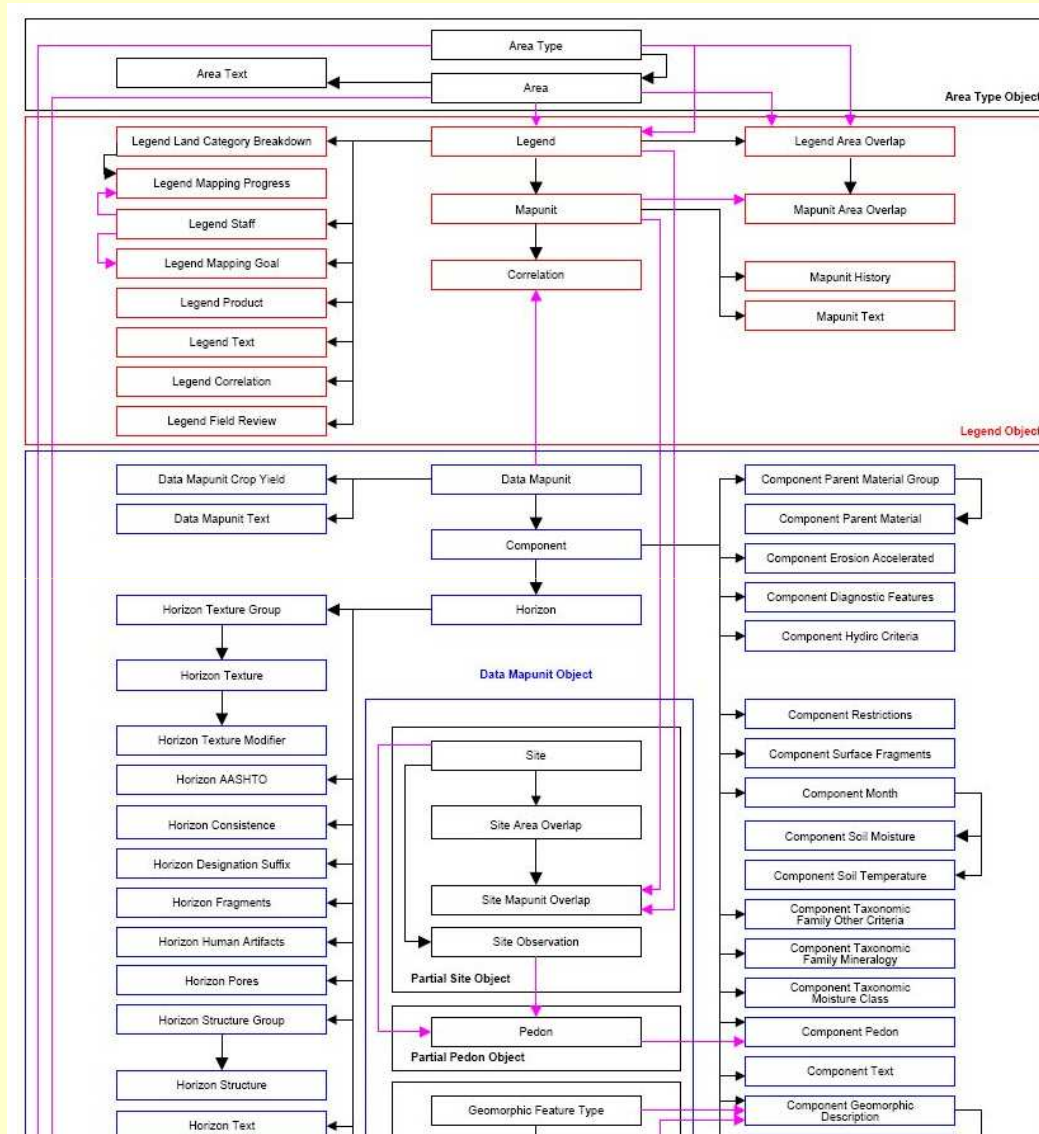 Area Type
Area Text
Area
Area Type Object
Legend Land Category Breakdown
Legend
Legend Area Overlap
Legend Mapping Progress
Mapunit
Mapunit Area Overlap
Legend Staff
Legend Mapping Goal
Correlation
Mapunit History
Legend Product
Mapunit Text
Legend Text
Legend Correlation
Legend Field Review
Legend Object
Data Mapunit Crop Yield
Data Mapunit
Component Parent Material Group
Data Mapunit Text
Component Parent Material
Component
Component Erosion Accelerated
Component Diagnostic Features
Horizon Texture Group
Horizon
Component Hydirc Criteria
Horizon Texture
Data Mapunit Object
Component Restrictions
Horizon Texture Modifier
Site
Component Surface Fragments
Horizon AASHTO
Component Month
Horizon Consistence
Site Area Overlap
Component Soil Moisture
Horizon Designation Suffix
Component Soil Temperature
Horizon Fragments
Site Mapunit Overlap
Component Taxonomic
Family Other Criteria
Horizon Human Artifacts
Site Observation
Component Taxonomic
Family Mineralogy
Horizon Pores
Partial Site Object
Component Taxonomic
Moisture Class
Horizon Structure Group
Pedon
Component Pedon
Partial Pedon Object
Component Text
Horizon Structure
Geomorphic Feature Type
Component Geomorphic
Description
Horizon Text